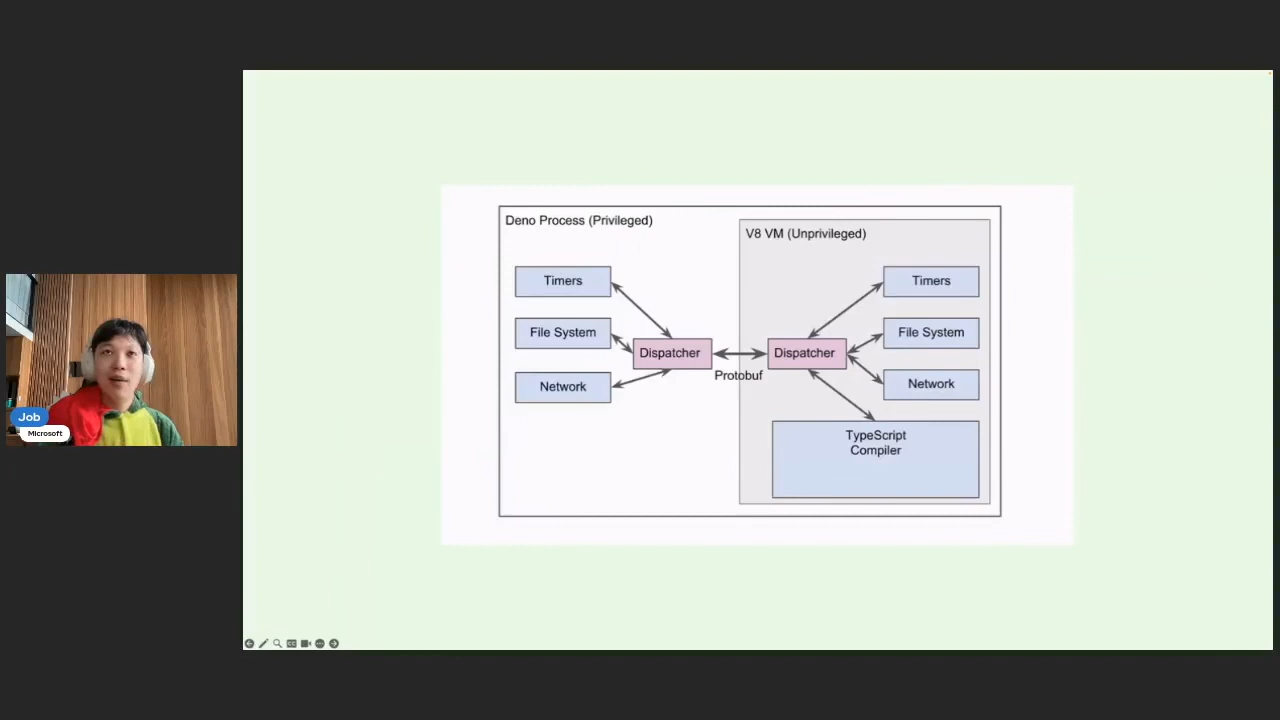 Deno Process (Privileged)
V8 VM (Unprivileged)
Timers
File System
Network
Dispatcher
Protobuf
Dispatcher
Timers
File System
Network
TypeScript
Compiler
Job
Microsoft